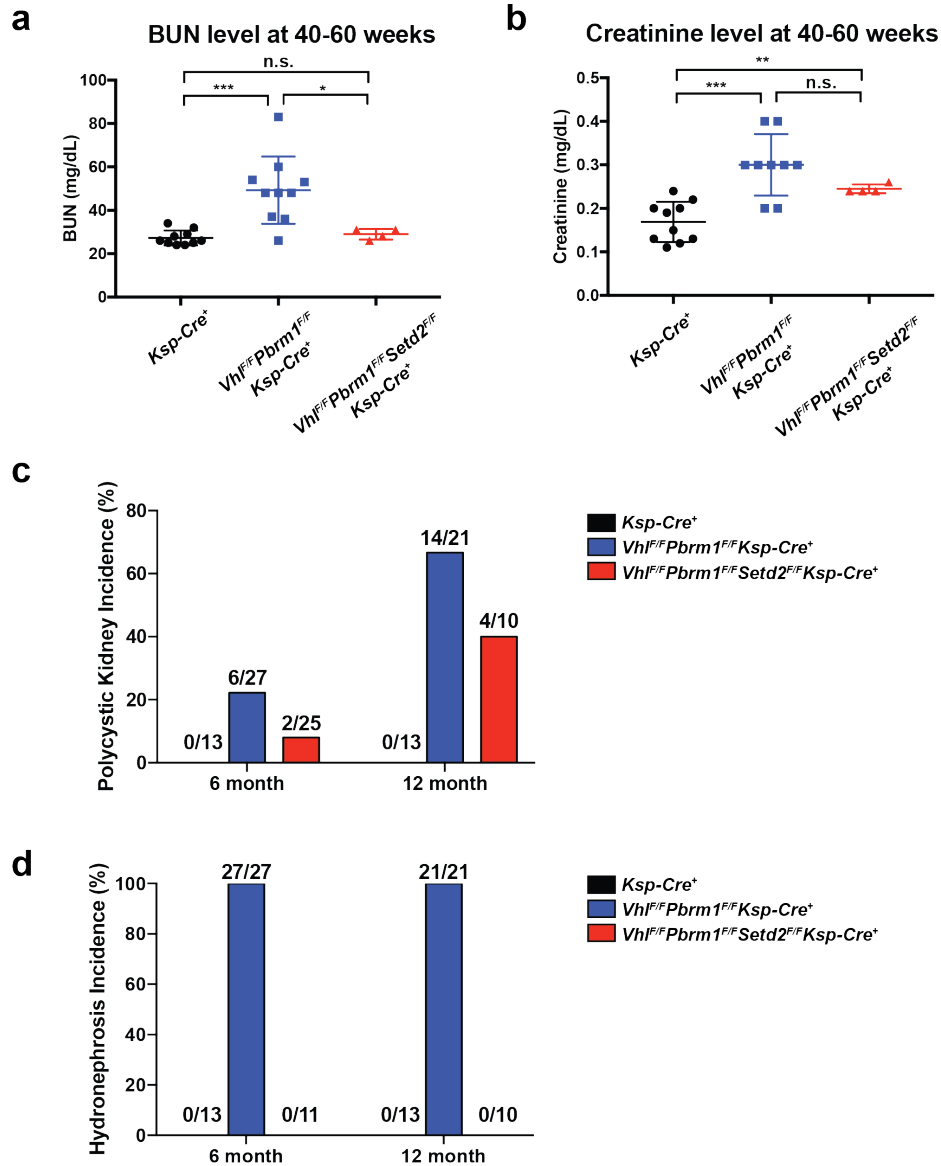 a
BUN level at 40-60 weeks
n.s.
***
*
100
80
60
40
20
0
BUN (mg/dL)
Ksp-Cre+
VhlF/FPbrm1F/F
Ksp-Cre+
VhlF/FPbrm1F/FSetd2F/F
Ksp-Cre+
b
Creatinine level at 40-60 weeks
**
***
n.s.
0.5
0.4
0.3
0.2
0.1
0.0
Creatinine (mg/dL)
Ksp-Cre+
VhlF/FPbrm1F/F
Ksp-Cre+
VhlF/FPbrm1F/FSetd2F/F
Ksp-Cre+
c
Polycystic Kidney Incidence (%)
80
60
40
20
0
0/13
6/27
2/25
0/13
14/21
4/10
6 month
12 month
Ksp-Cre+
VhlF/FPbrm1F/FKsp-Cre+
VhlF/FPbrm1F/FSetd2F/FKsp-Cre+
d
Hydronephrosis Incidence (%)
100
80
60
40
20
0
0/13
27/27
0/11
0/13
21/21
0/10
6 month
12 month
Ksp-Cre+
VhlF/FPbrm1F/FKsp-Cre+
VhlF/FPbrm1F/FSetd2F/FKsp-Cre+